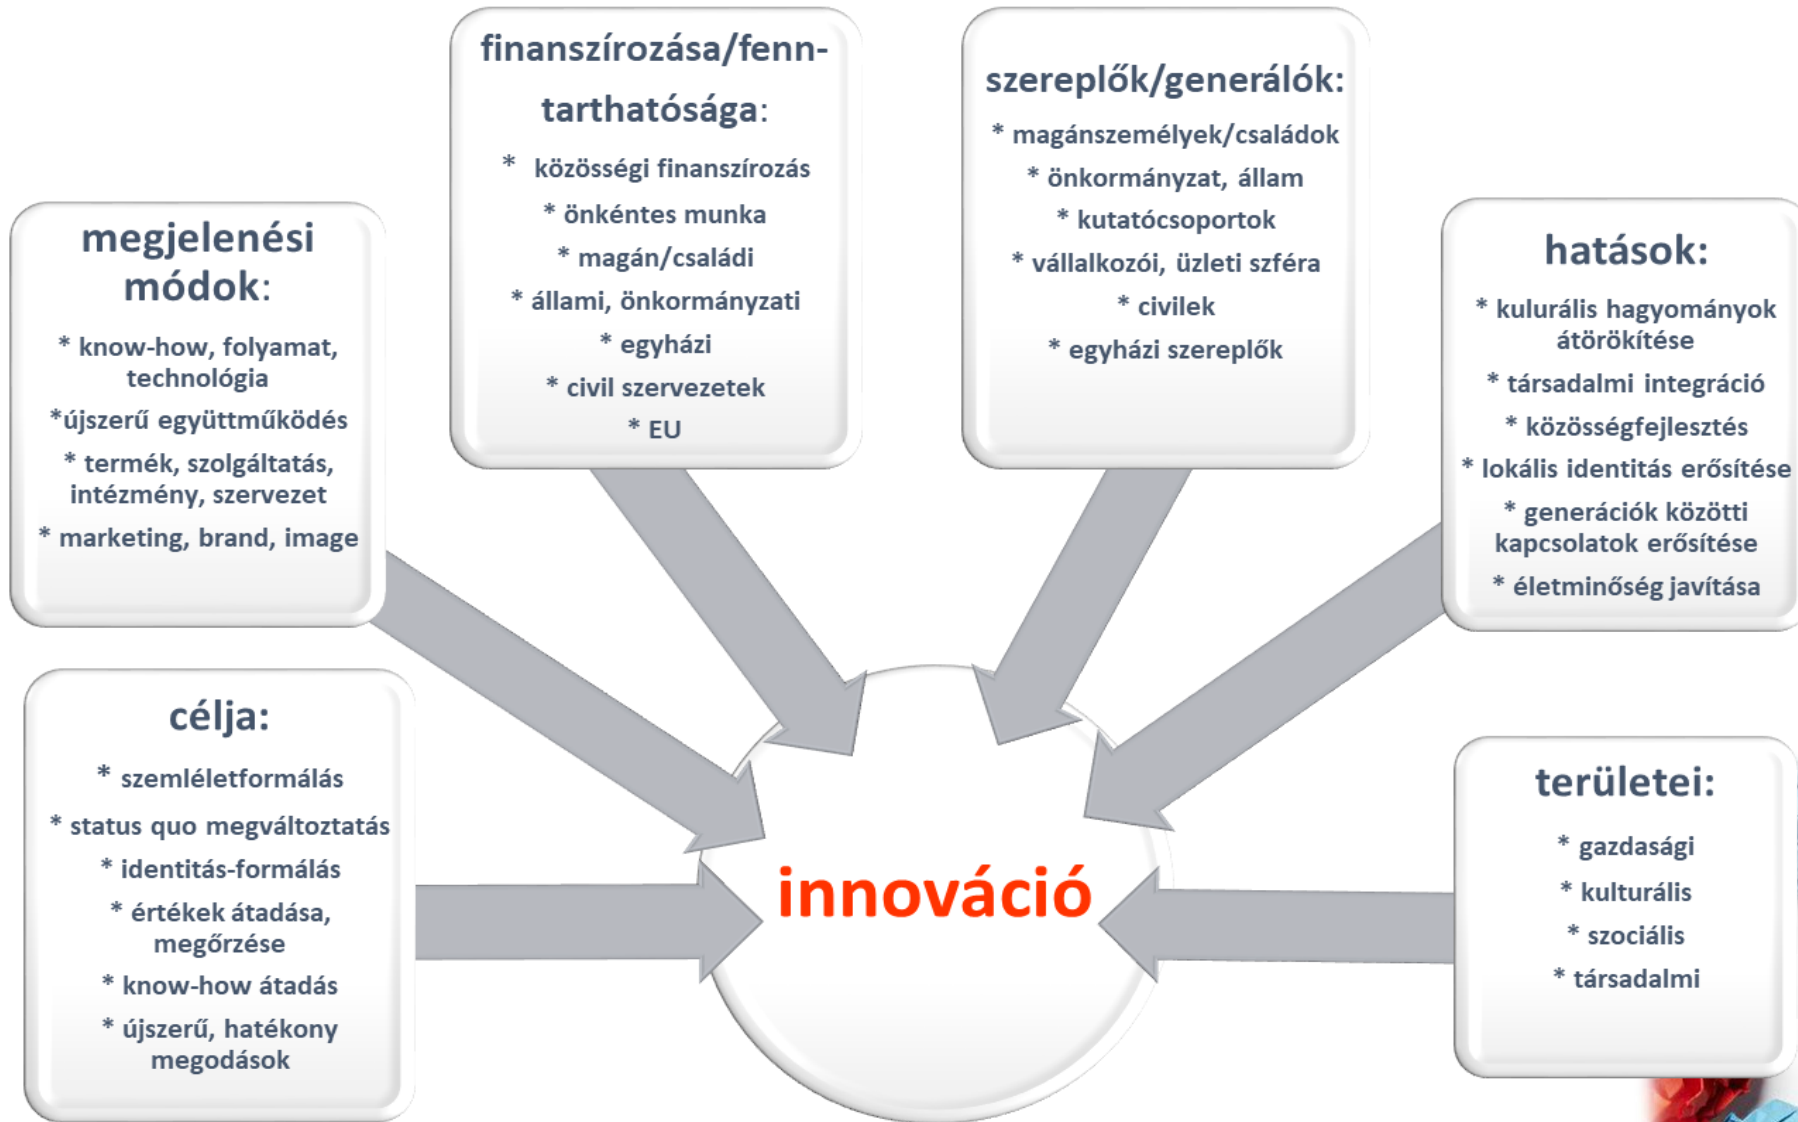 finanszírozása/fenn-
tarthatósága:
* közösségi finanszírozás
* önkéntes munka
* magán/családi
* állami, önkormányzati
* egyházi
* civil szervezetek
* EU
szereplők/generálók:
* magánszemélyek/családok
* önkormányzat, állam
* kutatócsoportok
* vállalkozói, üzleti szféra
* civilek
* egyházi szereplők
megjelenési
módok:
* know-how, folyamat,
technológia
*újszerű együttműködés
* termék, szolgáltatás,
intézmény, szervezet
* marketing, brand, image
hatások:
* kulurális hagyományok
átörökítése
* társadalmi integráció
* közösségfejlesztés
* lokális identitás erősítése
* generációk közötti
kapcsolatok erősítése
* életminőség javítása
célja:
* szemléletformálás
* status quo megváltoztatás
* identitás-formálás
* értékek átadása,
megőrzése
* know-how átadás
* újszerű, hatékony
megodások
innováció
területei:
* gazdasági
* kulturális
* szociális
* társadalmi